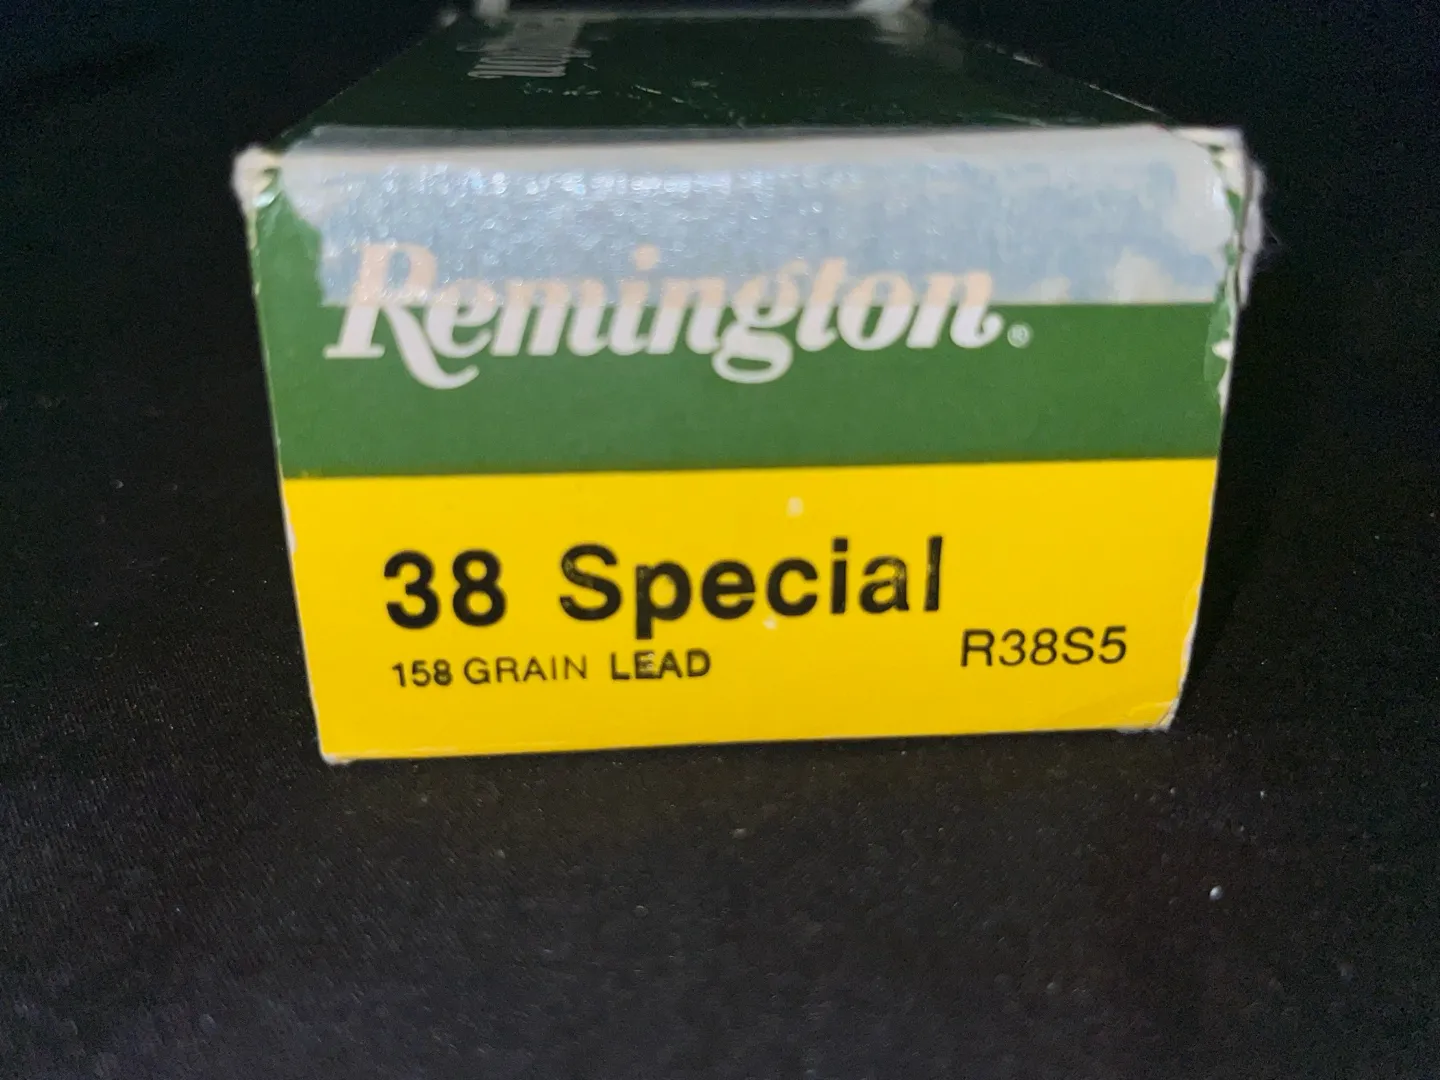 Remington®
38 Special
158 GRAIN LEAD
R38S5